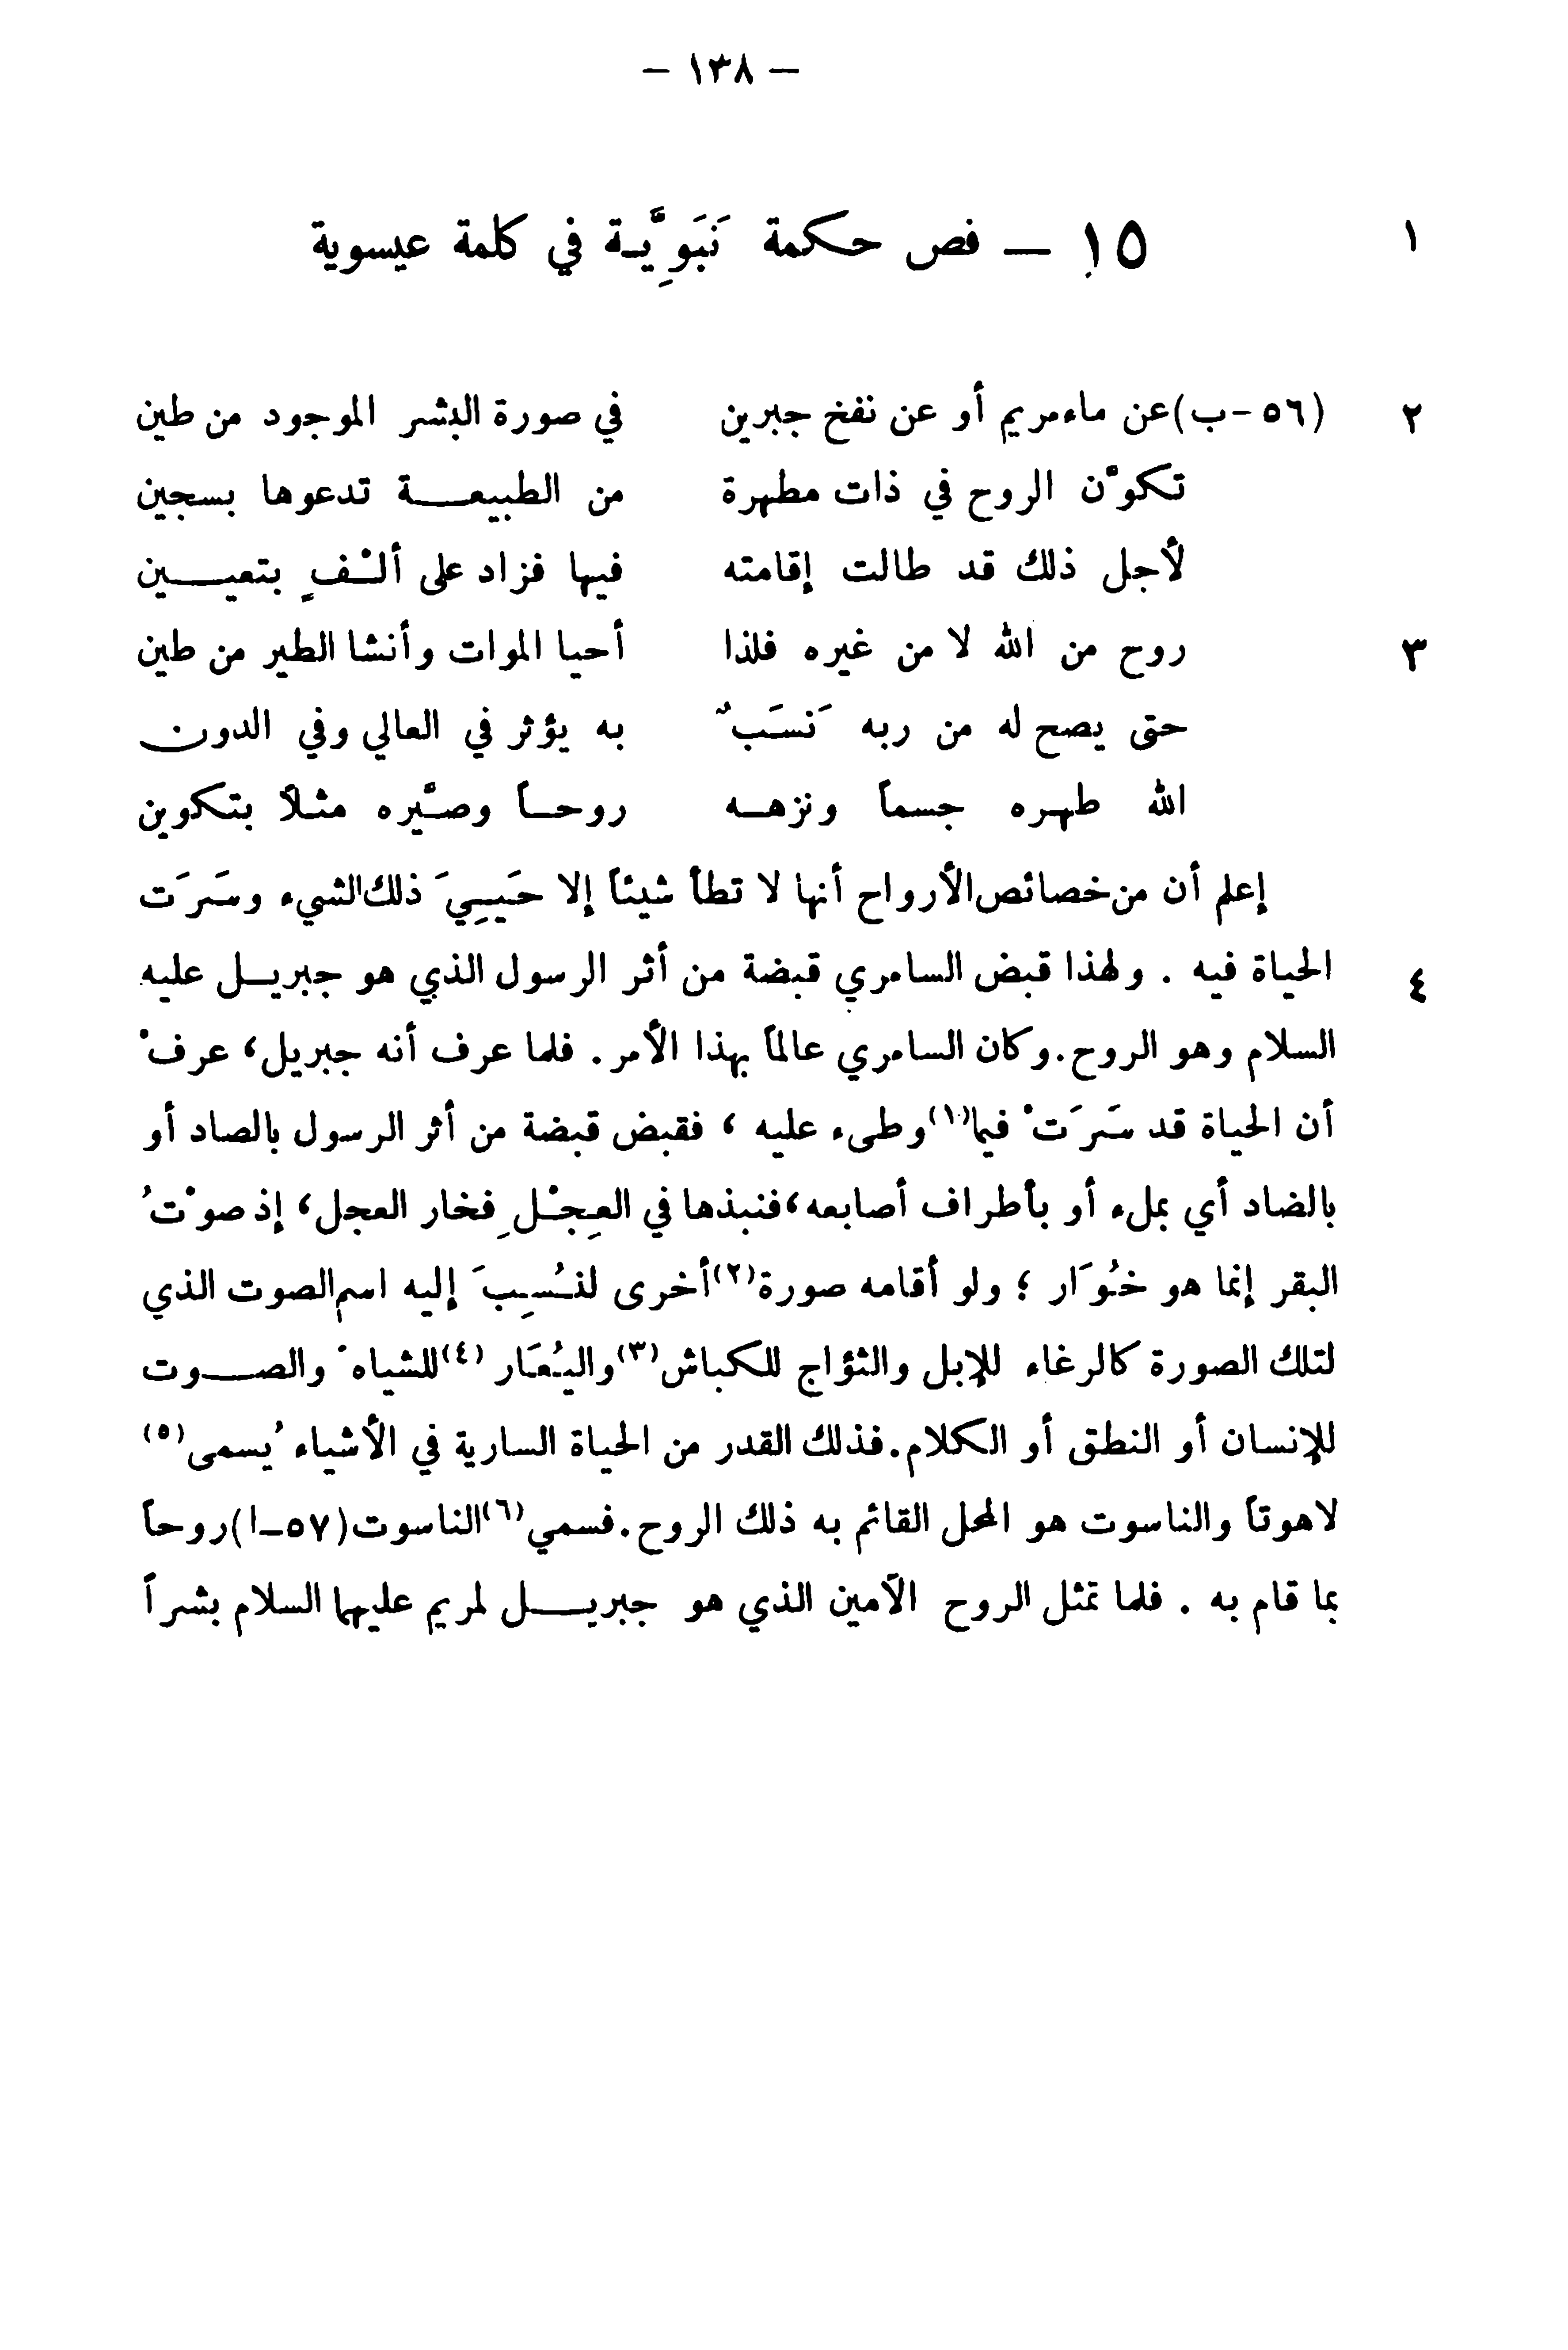 – ١٣٨ –
١ ١٥ – فص حكمة نَبَوِيَّة في كلمة عيسوية
٢ (٥٦-ب)عن ماء مريم أو عن نفخ جبرين في صورة البشر الموجود من طين
تكوّن الروح في ذات مطهرة من الطبيعة تدعوها بسجين
لأجل ذلك قد طالت إقامته فيها فزاد على ألْفٍ بتعيين
٣ روح من الله لا من غيره فلذا أحيا الموات وأنشا الطير من طين
حتى يصح له من ربه نَسَبٌ به يؤثر في العالي وفي الدون
الله طهره جسماً ونزهه روحاً وصيَّره مثلاً بتكوين
إعلم أن من خصائص الأرواح أنها لا تطأ شيئاً إلا حَيِيَ ذلك الشيء وسَرَت
٤ الحياة فيه . ولهذا قبض السامري قبضة من أثر الرسول الذي هو جبريل عليه
السلام وهو الروح. وكان السامري عالماً بهذا الأمر. فلما عرف أنه جبريل، عرفْ
أن الحياة قد سَرَتْ فيما(١) وطىء عليه ، فقبض قبضة من أثر الرسول بالصاد أو
بالضاد أي بملء أو بأطراف أصابعه، فنبذها في العِجْلِ فخار العجل، إذ صوْتُ
البقر إنما هو خُوَار ؛ ولو أقامه صورة(٢) أخرى لنُسِبَ إليه اسم الصوت الذي
لتلك الصورة كالرغاء للإبل والثؤاج للكباش(٣) واليُعَار (٤) للشياه والصوت
للإنسان أو النطق أو الكلام. فذلك القدر من الحياة السارية في الأشياء يُسمى(٥)
لاهوتاً والناسوت هو المحل القائم به ذلك الروح. فسمي(٦) الناسوت(٥٧-ا) روحاً
بما قام به . فلما تمثل الروح الأمين الذي هو جبريل لمريم عليهما السلام بشراً